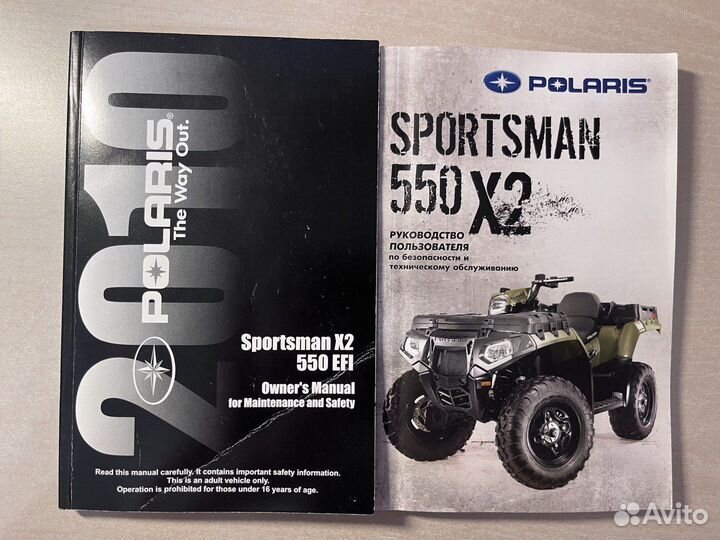 2010
POLARIS®
The Way Out.
Sportsman X2
550 EFI
Owner's Manual
for Maintenance and Safety
Read this manual carefully. It contains important safety information.
This is an adult vehicle only.
Operation is prohibited for those under 16 years of age.
POLARIS®
SPORTSMAN
550 X2
РУКОВОДСТВО
ПОЛЬЗОВАТЕЛЯ
по безопасности и
техническому обслуживанию
Avito